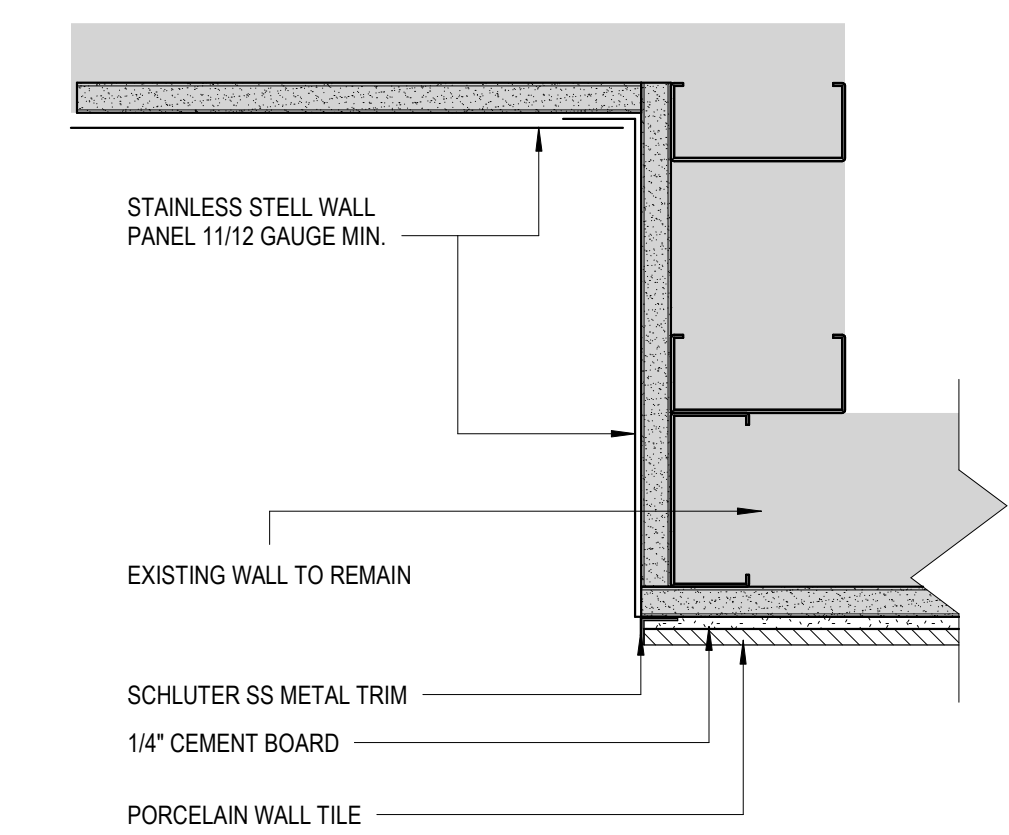 STAINLESS STELL WALL
PANEL 11/12 GAUGE MIN.
EXISTING WALL TO REMAIN
SCHLUTER SS METAL TRIM
1/4" CEMENT BOARD
PORCELAIN WALL TILE